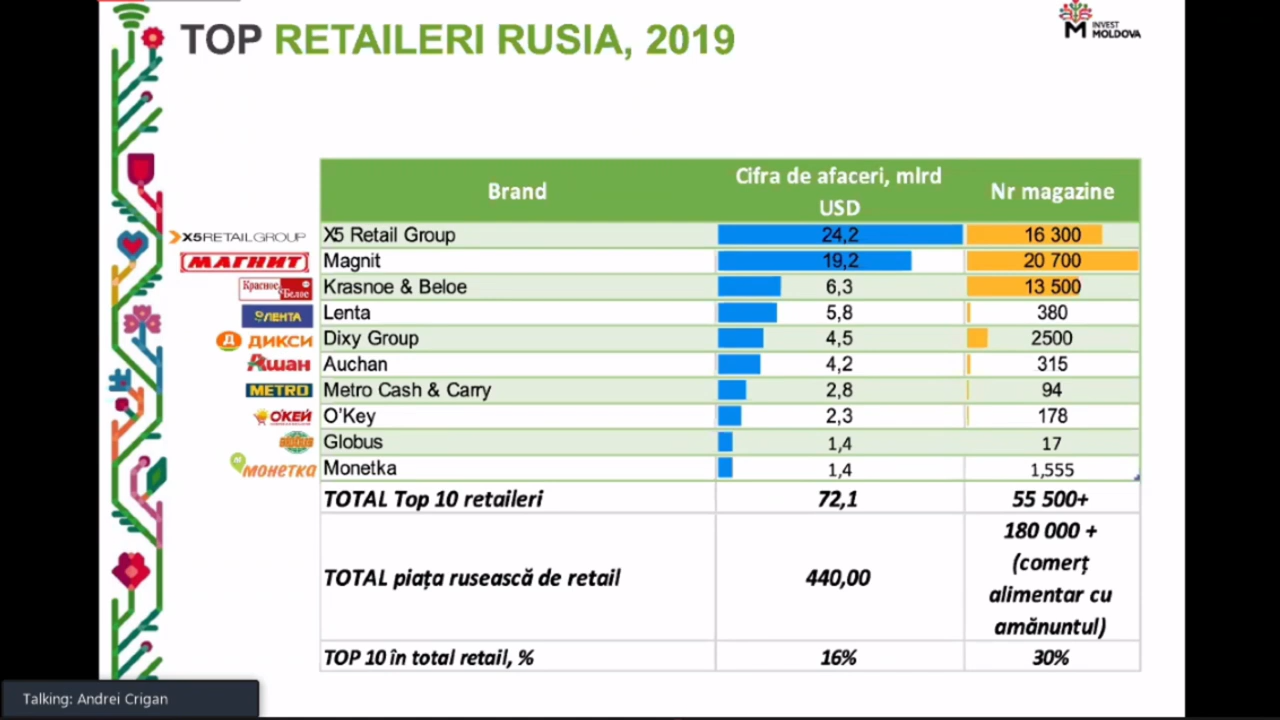 TOP RETAILERI RUSIA, 2019
INVEST
MOLDOVA
Brand
Cifra de afaceri, mlrd
USD
Nr magazine
X5RETAILGROUP X5 Retail Group 24,2 16 300
МАГНИТ Magnit 19,2 20 700
Красное Белое Krasnoe & Beloe 6,3 13 500
ЛЕНТА Lenta 5,8 380
Д ДИКСИ Dixy Group 4,5 2500
Ашан Auchan 4,2 315
METRO Metro Cash & Carry 2,8 94
О'КЕЙ O'Key 2,3 178
Globus 1,4 17
М МОНЕТКА Monetka 1,4 1,555
TOTAL Top 10 retaileri 72,1 55 500+
TOTAL piața rusească de retail 440,00
180 000 +
(comerț
alimentar cu
amănuntul)
TOP 10 în total retail, % 16% 30%
Talking: Andrei Crigan